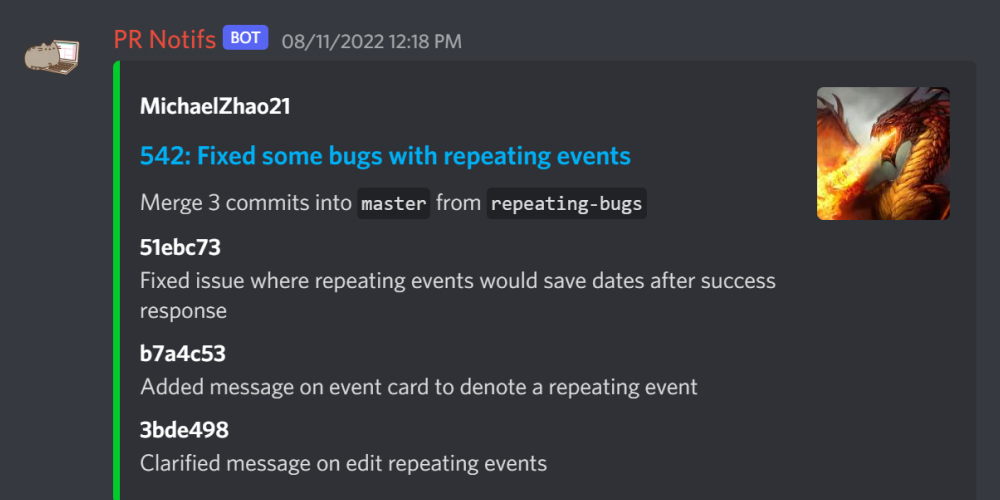 PR Notifs BOT 08/11/2022 12:18 PM
MichaelZhao21
542: Fixed some bugs with repeating events
Merge 3 commits into master from repeating-bugs
51ebc73
Fixed issue where repeating events would save dates after success
response
b7a4c53
Added message on event card to denote a repeating event
3bde498
Clarified message on edit repeating events